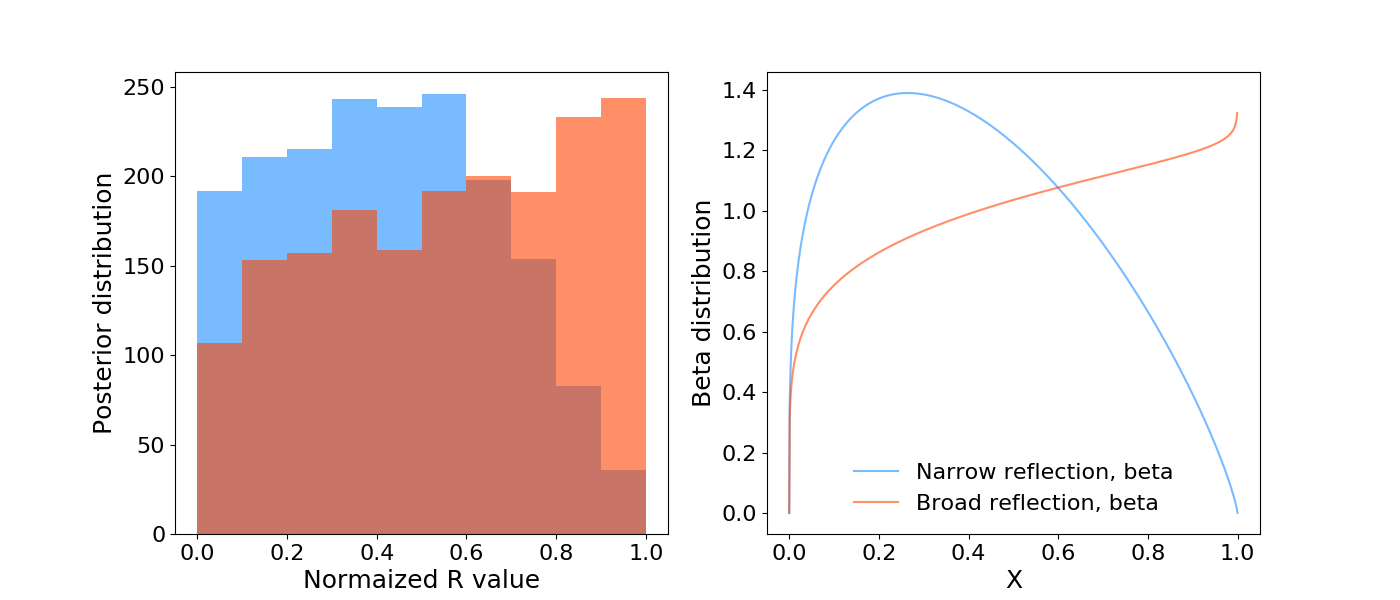 250
200
150
100
50
0
Posterior distribution
0.0 0.2 0.4 0.6 0.8 1.0
Normaized R value
1.4
1.2
1.0
0.8
0.6
0.4
0.2
0.0
Beta distribution
Narrow reflection, beta
Broad reflection, beta
0.0 0.2 0.4 0.6 0.8 1.0
X